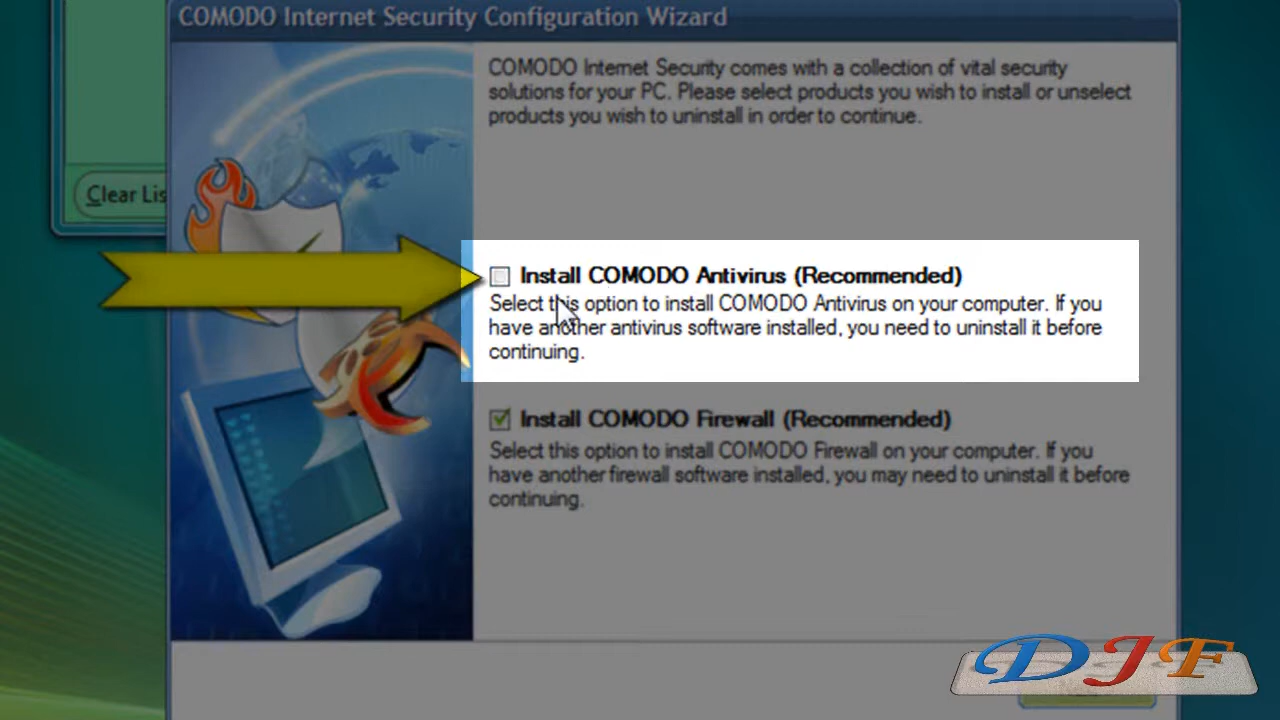 COMODO Internet Security Configuration Wizard
COMODO Internet Security comes with a collection of vital security
solutions for your PC. Please select products you wish to install or unselect
products you wish to uninstall in order to continue.
Clear Lis
Install COMODO Antivirus (Recommended)
Select this option to install COMODO Antivirus on your computer. If you
have another antivirus software installed, you need to uninstall it before
continuing.
Install COMODO Firewall (Recommended)
Select this option to install COMODO Firewall on your computer. If you
have another firewall software installed, you may need to uninstall it before
continuing.
DJF